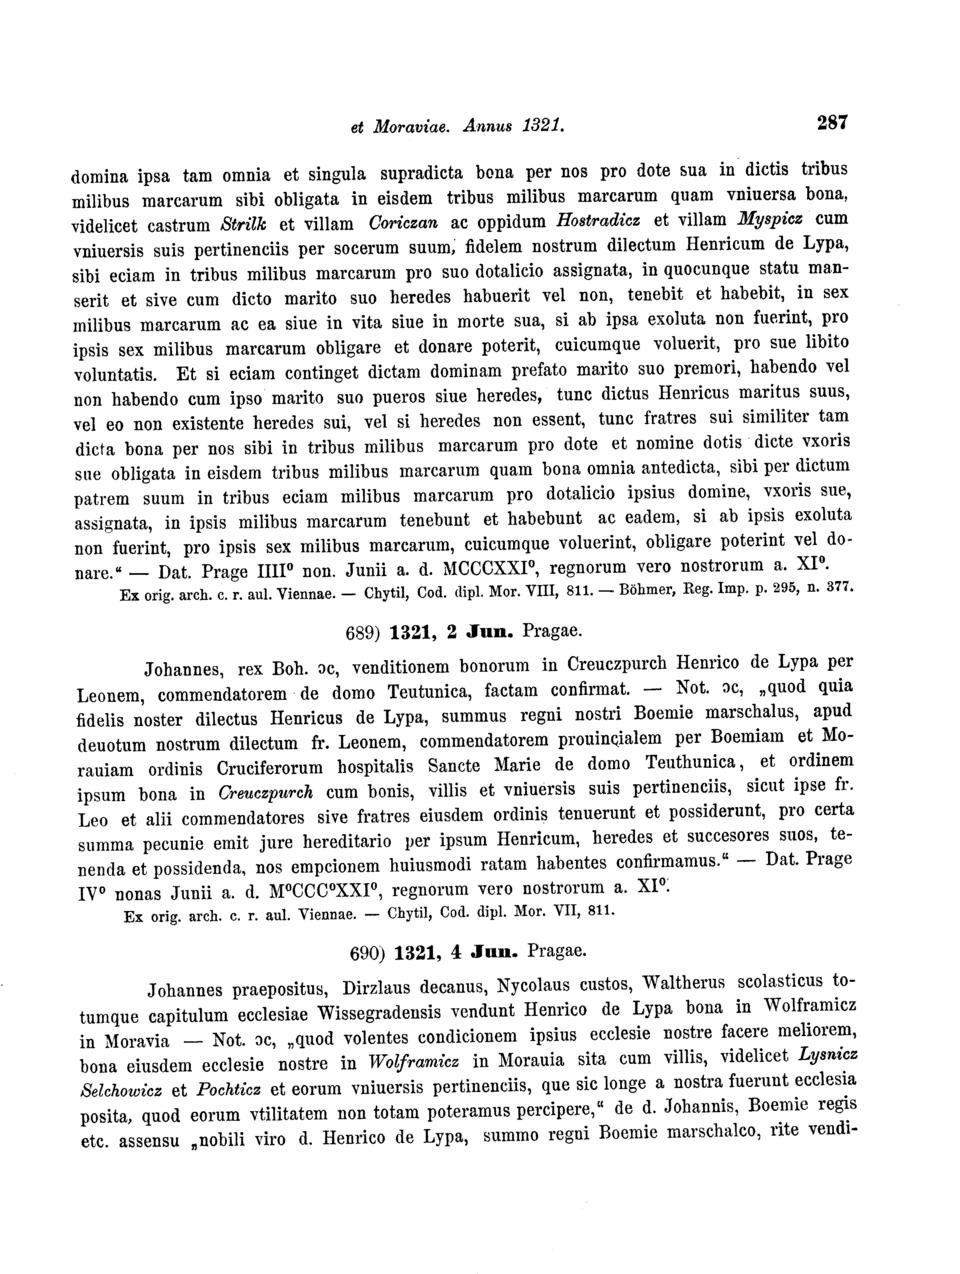 et Moraviae. Annus 1321. 287
domina ipsa tam omnia et singula supradicta bona per nos pro dote sua in dictis tribus
milibus marcarum sibi obligata in eisdem tribus milibus marcarum quam vniuersa bona,
videlicet castrum Strilk et villam Coriczan ac oppidum Hostradicz et villam Myspicz cum
vniuersis suis pertinenciis per socerum suum, fidelem nostrum dilectum Henricum de Lypa,
sibi eciam in tribus milibus marcarum pro suo dotalicio assignata, in quocunque statu man-
serit et sive cum dicto marito suo heredes habuerit vel non, tenebit et habebit, in sex
milibus marcarum ac ea siue in vita siue in morte sua, si ab ipsa exoluta non fuerint, pro
ipsis sex milibus marcarum obligare et donare poterit, cuicumque voluerit, pro sue libito
voluntatis. Et si eciam continget dictam dominam prefato marito suo premori, habendo vel
non habendo cum ipso marito suo pueros siue heredes, tunc dictus Henricus maritus suus,
vel eo non existente heredes sui, vel si heredes non essent, tunc fratres sui similiter tam
dicta bona per nos sibi in tribus milibus marcarum pro dote et nomine dotis dicte vxoris
sue obligata in eisdem tribus milibus marcarum quam bona omnia antedicta, sibi per dictum
patrem suum in tribus eciam milibus marcarum pro dotalicio ipsius domine, vxoris sue,
assignata, in ipsis milibus marcarum tenebunt et habebunt ac eadem, si ab ipsis exoluta
non fuerint, pro ipsis sex milibus marcarum, cuicumque voluerint, obligare poterint vel do-
nare.“ — Dat. Prage IIII⁰ non. Junii a. d. MCCCXXI⁰, regnorum vero nostrorum a. XI⁰.
Ex orig. arch. c. r. aul. Viennae. — Chytil, Cod. dipl. Mor. VIII, 811. — Böhmer, Reg. Imp. p. 295, n. 377.
689) 1321, 2 Jun. Pragae.
Johannes, rex Boh. ɔc, venditionem bonorum in Creuczpurch Henrico de Lypa per
Leonem, commendatorem de domo Teutunica, factam confirmat. — Not. ɔc, „quod quia
fidelis noster dilectus Henricus de Lypa, summus regni nostri Boemie marschalus, apud
deuotum nostrum dilectum fr. Leonem, commendatorem prouincialem per Boemiam et Mo-
rauiam ordinis Cruciferorum hospitalis Sancte Marie de domo Teuthunica, et ordinem
ipsum bona in Creuczpurch cum bonis, villis et vniuersis suis pertinenciis, sicut ipse fr.
Leo et alii commendatores sive fratres eiusdem ordinis tenuerunt et possiderunt, pro certa
summa pecunie emit jure hereditario per ipsum Henricum, heredes et succesores suos, te-
nenda et possidenda, nos empcionem huiusmodi ratam habentes confirmamus.“ — Dat. Prage
IV⁰ nonas Junii a. d. M⁰CCC⁰XXI⁰, regnorum vero nostrorum a. XI⁰.
Ex orig. arch. c. r. aul. Viennae. — Chytil, Cod. dipl. Mor. VII, 811.
690) 1321, 4 Jun. Pragae.
Johannes praepositus, Dirzlaus decanus, Nycolaus custos, Waltherus scolasticus to-
tumque capitulum ecclesiae Wissegradensis vendunt Henrico de Lypa bona in Wolframicz
in Moravia — Not. ɔc, „quod volentes condicionem ipsius ecclesie nostre facere meliorem,
bona eiusdem ecclesie nostre in Wolframicz in Morauia sita cum villis, videlicet Lysnicz
Selchowicz et Pochticz et eorum vniuersis pertinenciis, que sic longe a nostra fuerunt ecclesia
posita, quod eorum vtilitatem non totam poteramus percipere,“ de d. Johannis, Boemie regis
etc. assensu „nobili viro d. Henrico de Lypa, summo regni Boemie marschalco, rite vendi-